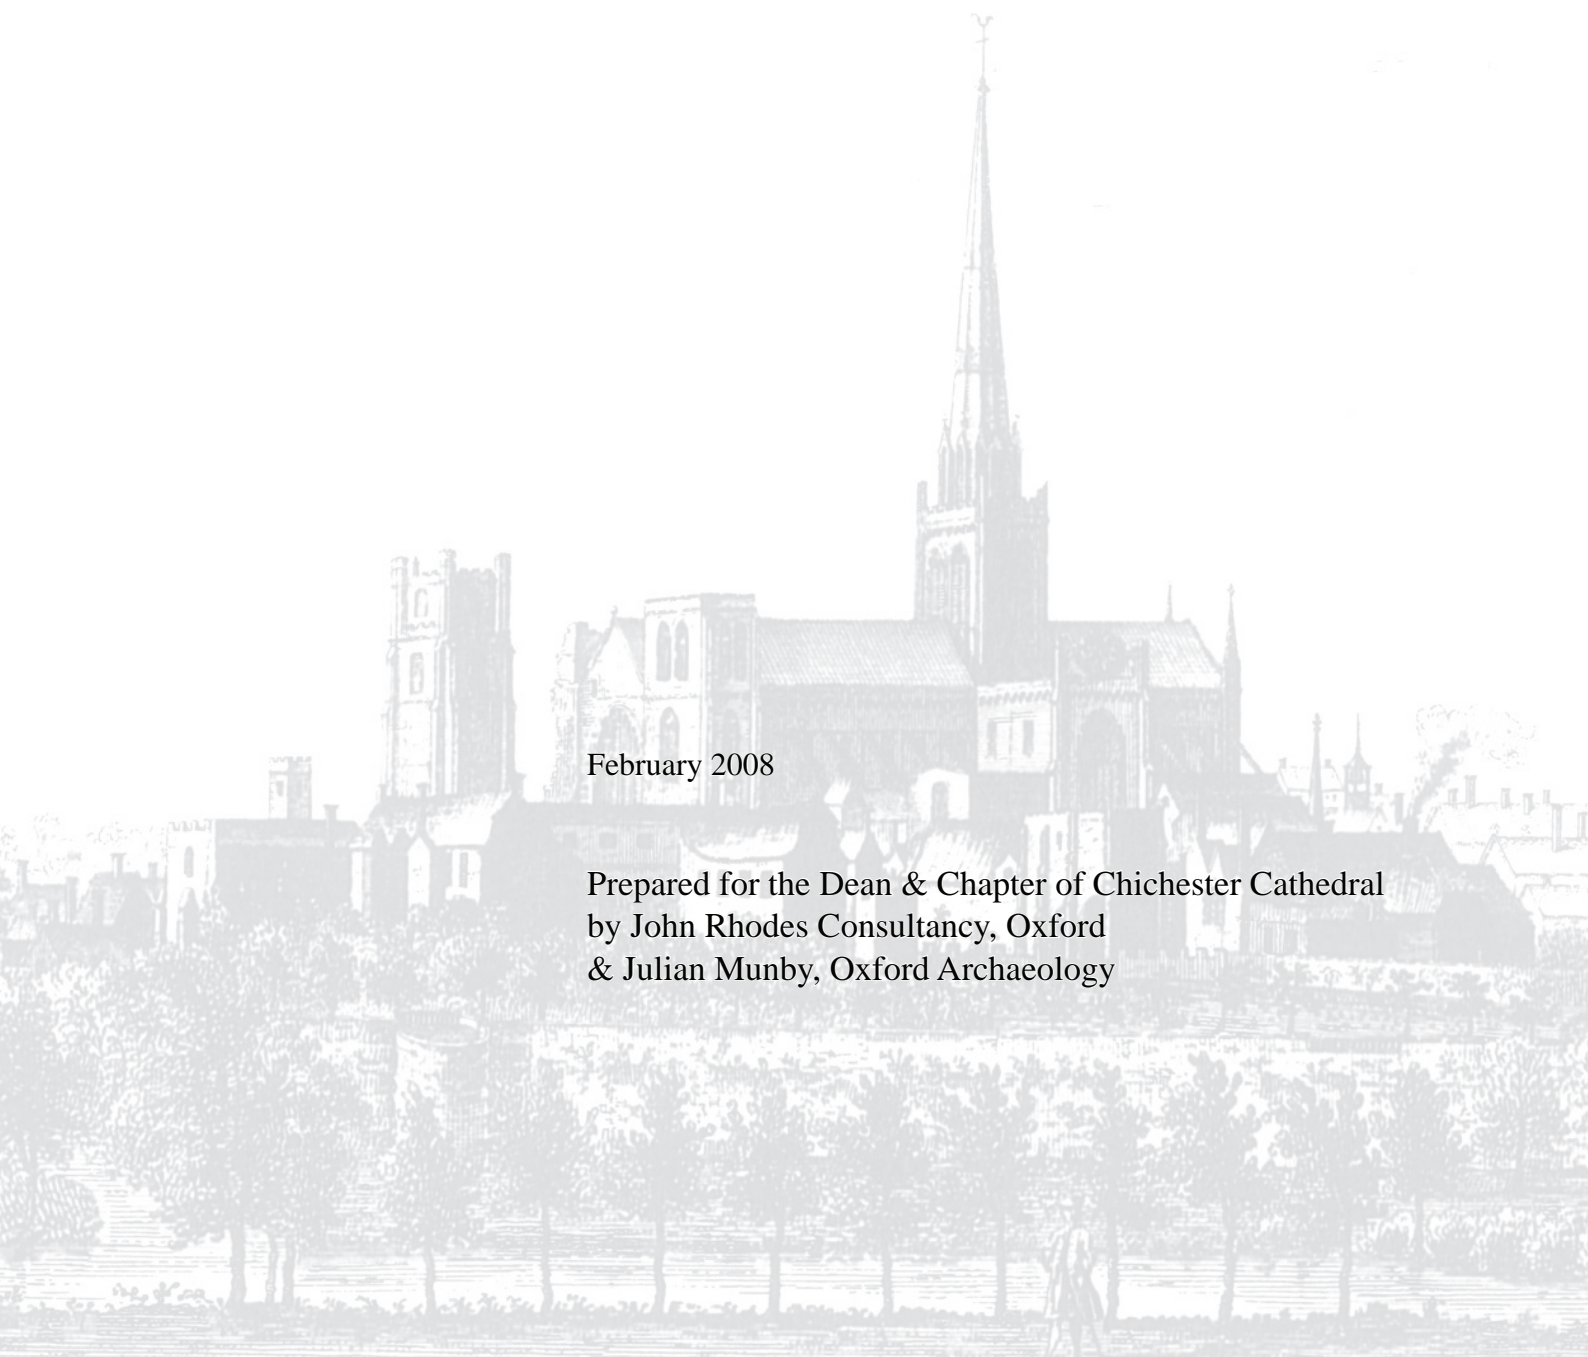 February 2008
Prepared for the Dean & Chapter of Chichester Cathedral
by John Rhodes Consultancy, Oxford
& Julian Munby, Oxford Archaeology